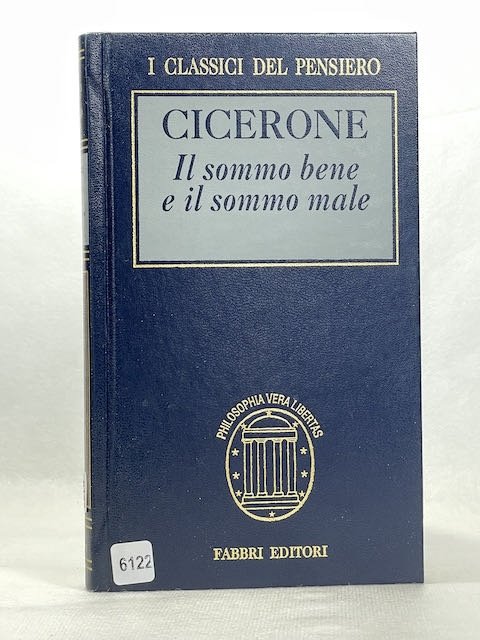 I CLASSICI DEL PENSIERO
CICERONE
Il sommo bene
e il sommo male
PHILOSOPHIA VERA LIBERTAS
FABBRI EDITORI
6122